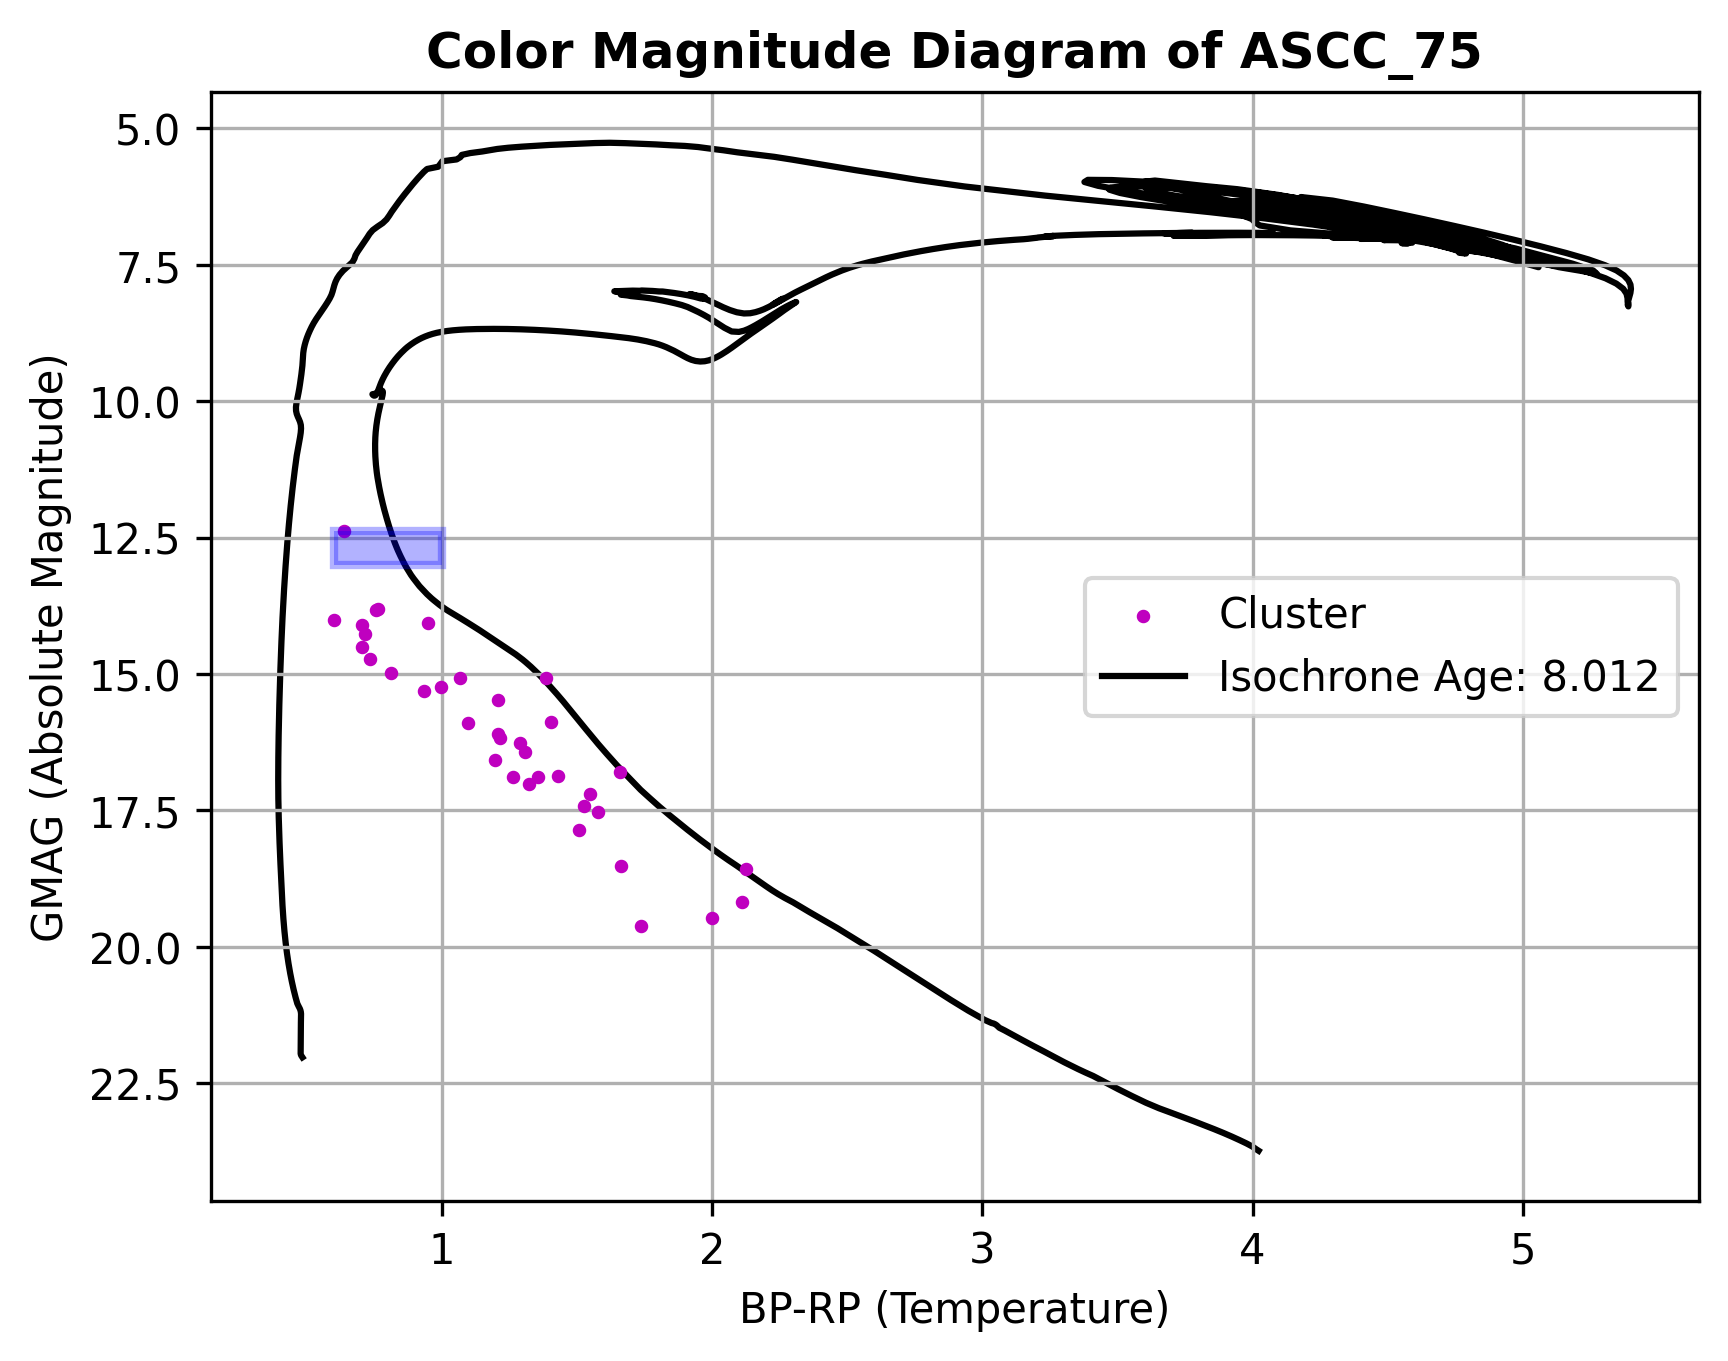 Color Magnitude Diagram of ASCC_75
GMAG (Absolute Magnitude)
5.0
7.5
10.0
12.5
15.0
17.5
20.0
22.5
Cluster
Isochrone Age: 8.012
1 2 3 4 5
BP-RP (Temperature)